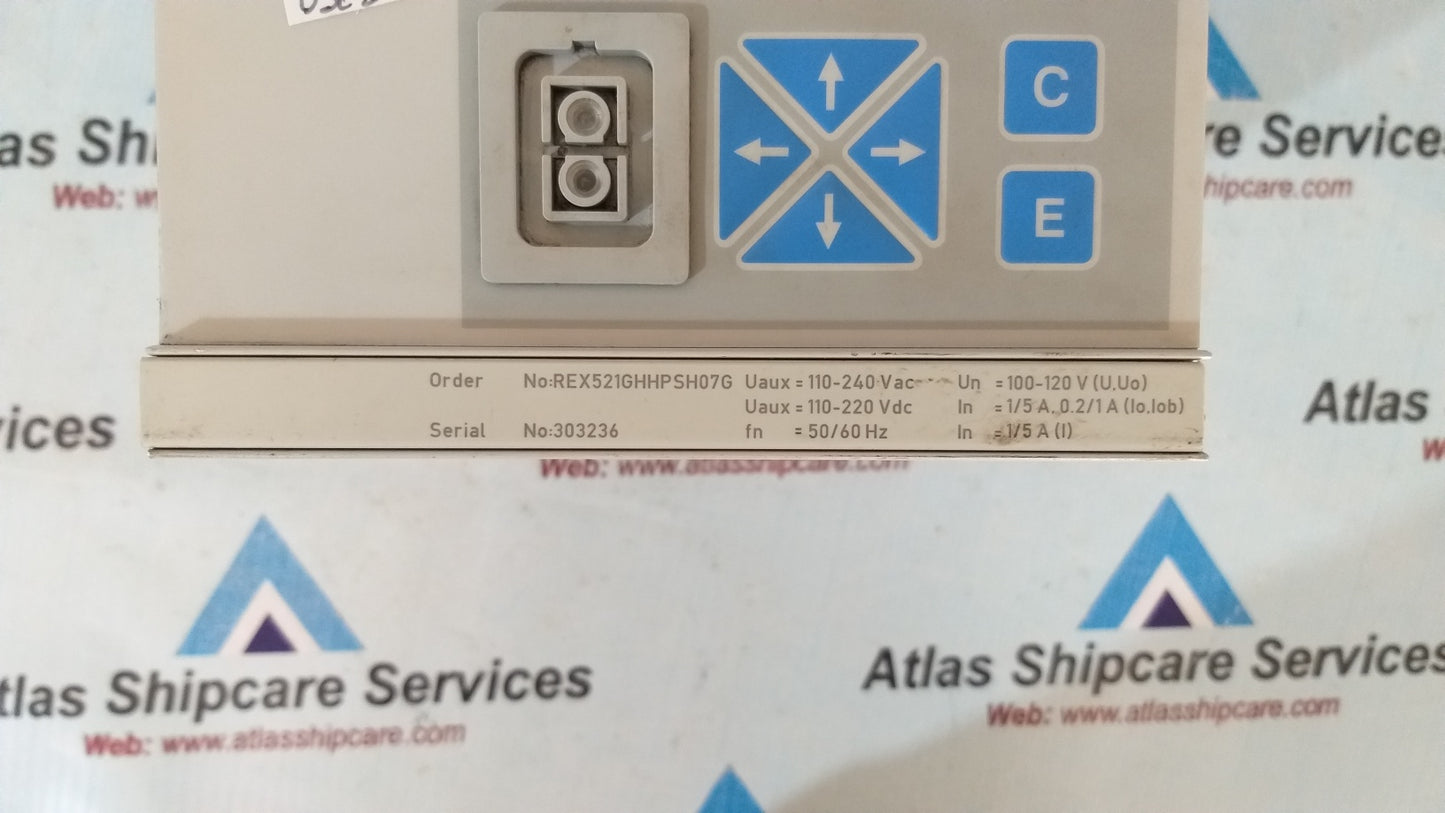 USED
C
E
Order No:REX521GHHPSH07G Uaux = 110-240 Vac Un = 100-120 V (U,Uo)
Uaux = 110-220 Vdc In = 1/5 A, 0.2/1 A (Io,Iob)
Serial No:303236 fn = 50/60 Hz In = 1/5 A (I)
as Sh
Web: w
re Services
hipcare.com
ices
Web: www.atlasshipcare.com
Atlas
W
tlas Shipcare Services
Web: www.atlasshipcare.com
Atlas Shipcare Services
Web: www.atlasshipcare.com